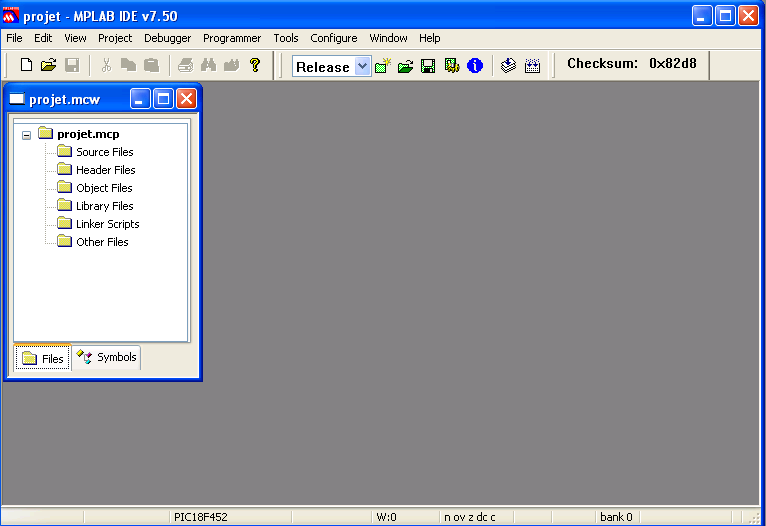 projet - MPLAB IDE v7.50
File Edit View Project Debugger Programmer Tools Configure Window Help
Release Checksum: 0x82d8
projet.mcw
projet.mcp
Source Files
Header Files
Object Files
Library Files
Linker Scripts
Other Files
Files Symbols
PIC18F452 W:0 n ov z dc c bank 0